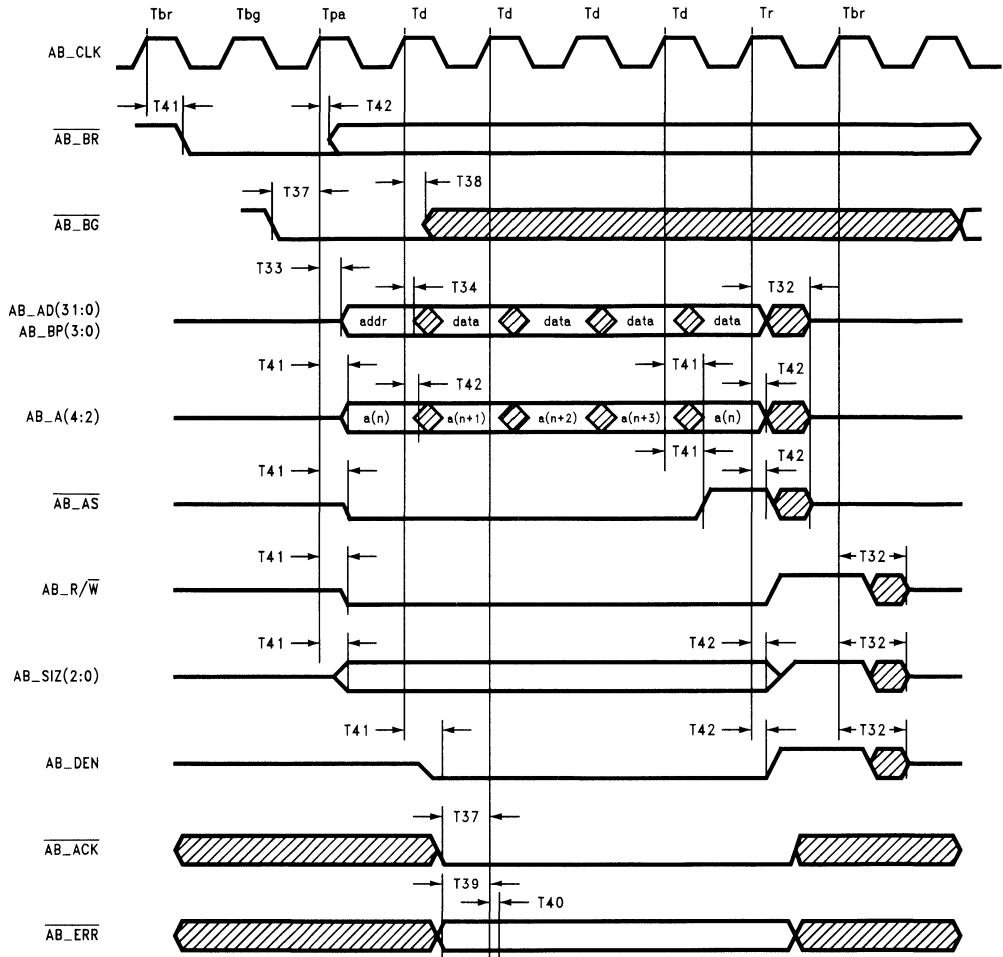 Tbr Tbg Tpa Td Td Td Td Tr Tbr
AB_CLK
T41 T42
AB_BR
T37 T38
AB_BG
T33 T34 T32
AB_AD(31:0)
AB_BP(3:0)
addr data data data data
T41 T42 T41 T42
AB_A(4:2)
a(n) a(n+1) a(n+2) a(n+3) a(n)
T41 T41 T42
AB_AS
T41 T32
AB_R/W
T41 T42 T32
AB_SIZ(2:0)
T41 T42 T32
AB_DEN
T37
AB_ACK
T39 T40
AB_ERR